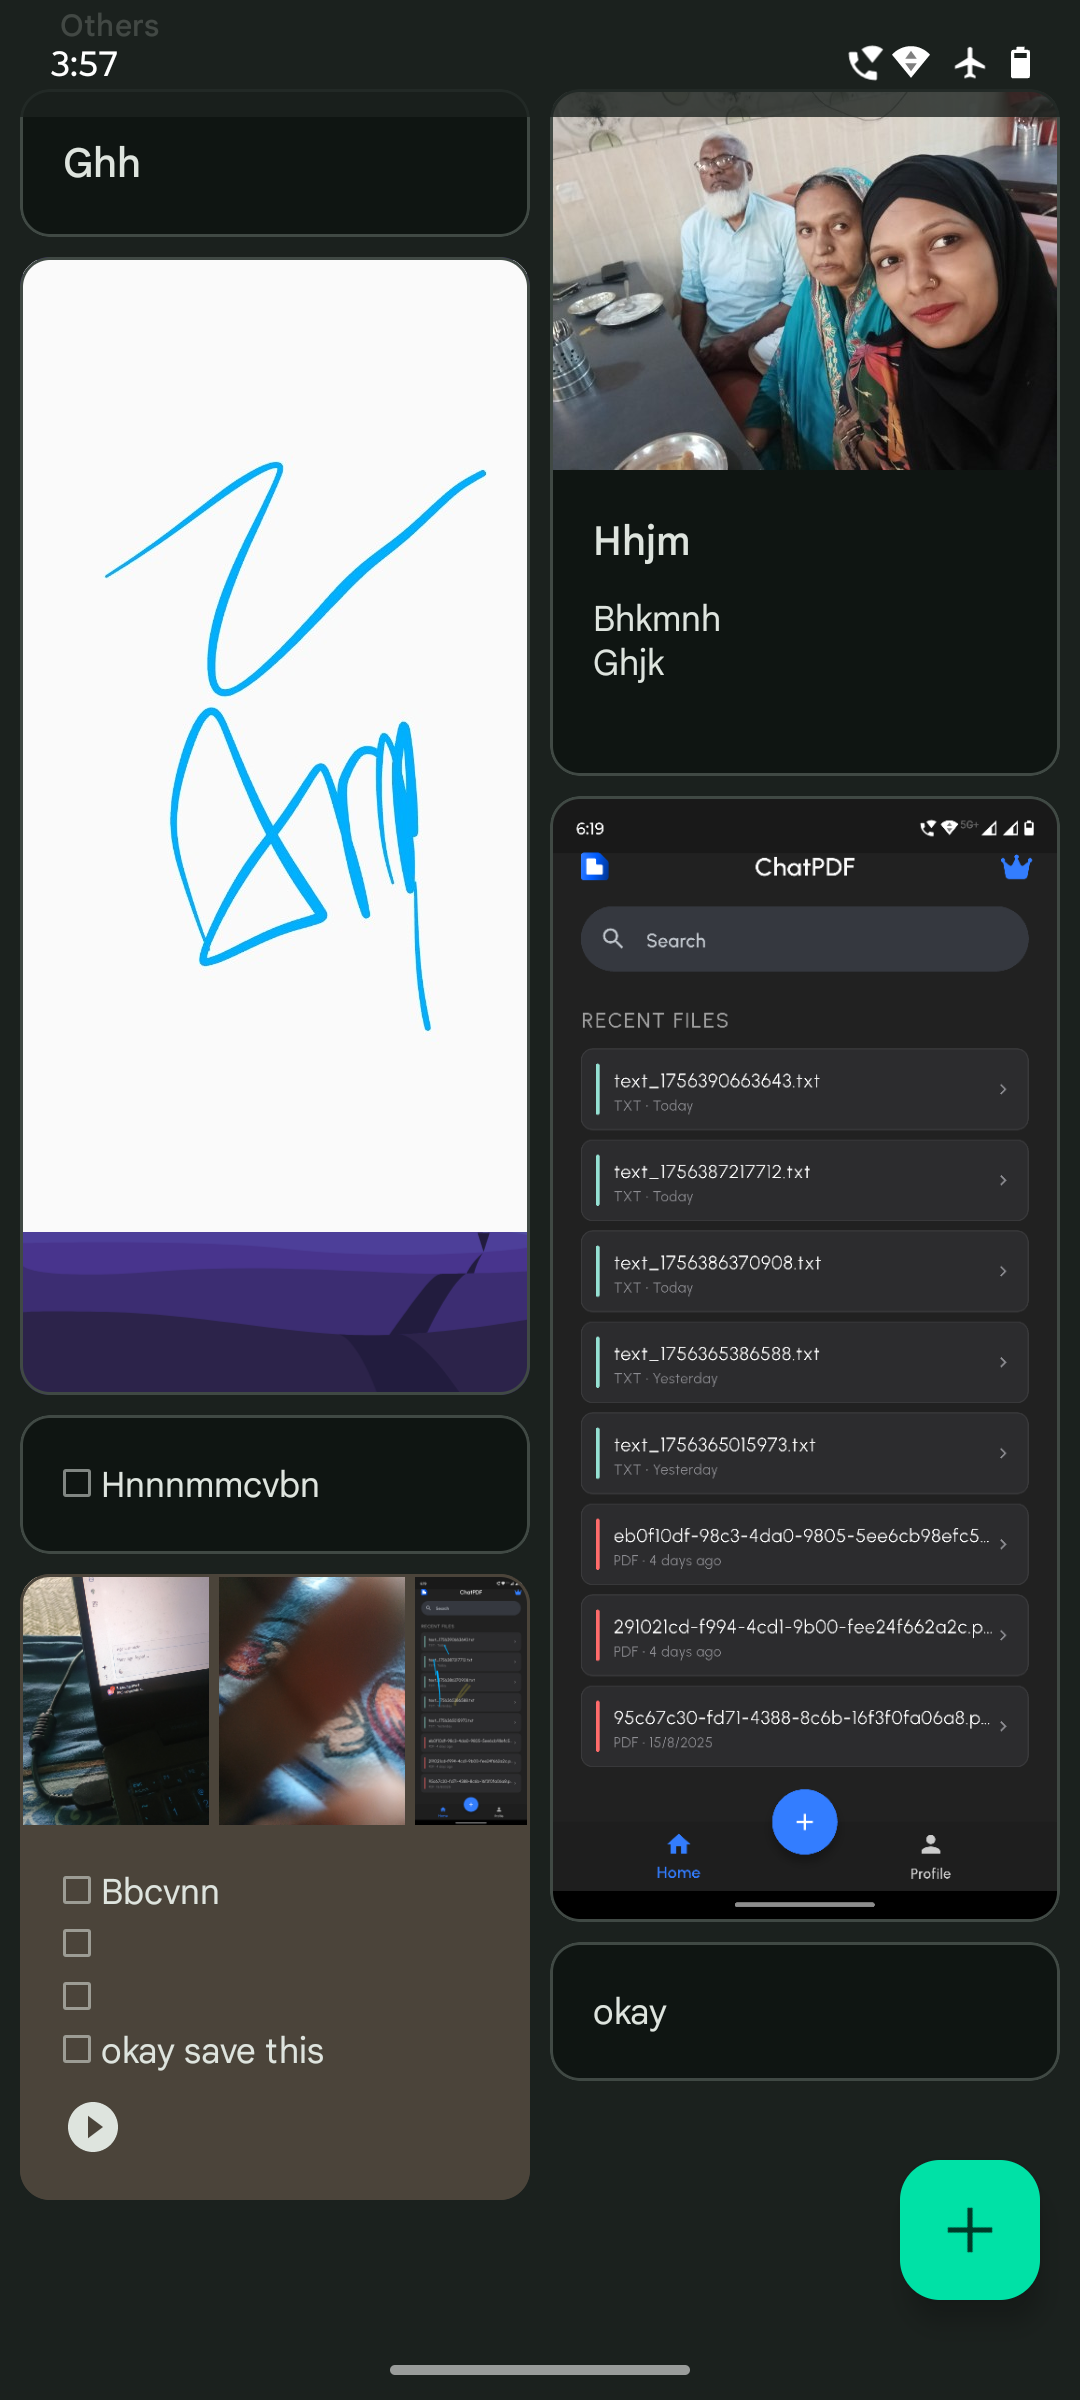 Others
3:57
Ghh
Hnnnmmcvbn
Bbcvnn
okay save this
Hhjm
Bhkmnh
Ghjk
6:19
5G+
ChatPDF
Search
RECENT FILES
text_1756390663643.txt
TXT · Today
text_1756387217712.txt
TXT · Today
text_1756386370908.txt
TXT · Today
text_1756365386588.txt
TXT · Yesterday
text_1756365015973.txt
TXT · Yesterday
eb0f10df-98c3-4da0-9805-5ee6cb98efc5...
PDF · 4 days ago
291021cd-f994-4cd1-9b00-fee24f662a2c.p...
PDF · 4 days ago
95c67c30-fd71-4388-8c6b-16f3f0fa06a8.p...
PDF · 15/8/2025
Home
Profile
okay